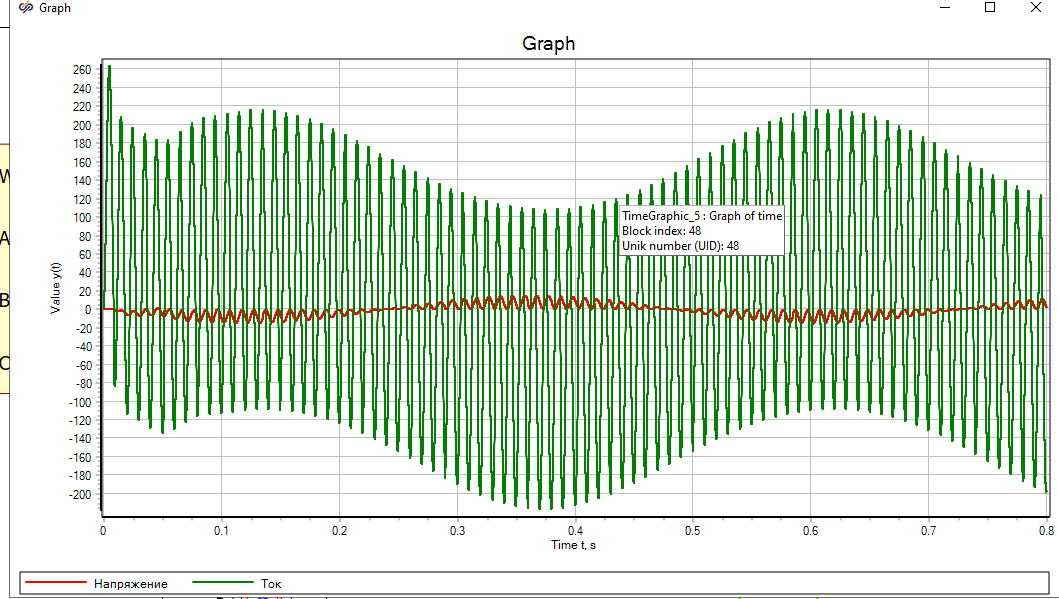 Graph
Graph
260
240
220
200
180
160
140
120
100
80
60
40
20
0
-20
-40
-60
-80
-100
-120
-140
-160
-180
-200
Value y(t)
W
A
B
C
TimeGraphic_5 : Graph of time
Block index: 48
Unik number (UID): 48
0 0.1 0.2 0.3 0.4 0.5 0.6 0.7 0.8
Time t, s
Напряжение Ток